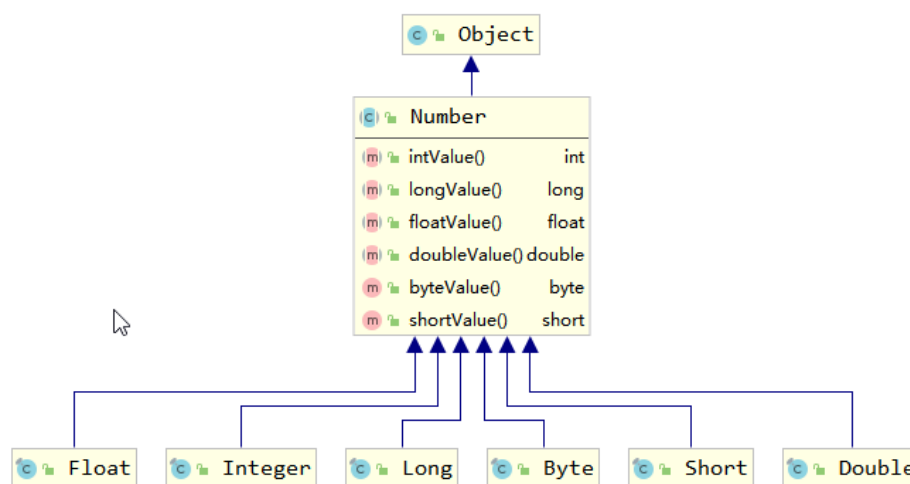 Object
Number
intValue() int
longValue() long
floatValue() float
doubleValue() double
byteValue() byte
shortValue() short
Float Integer Long Byte Short Double